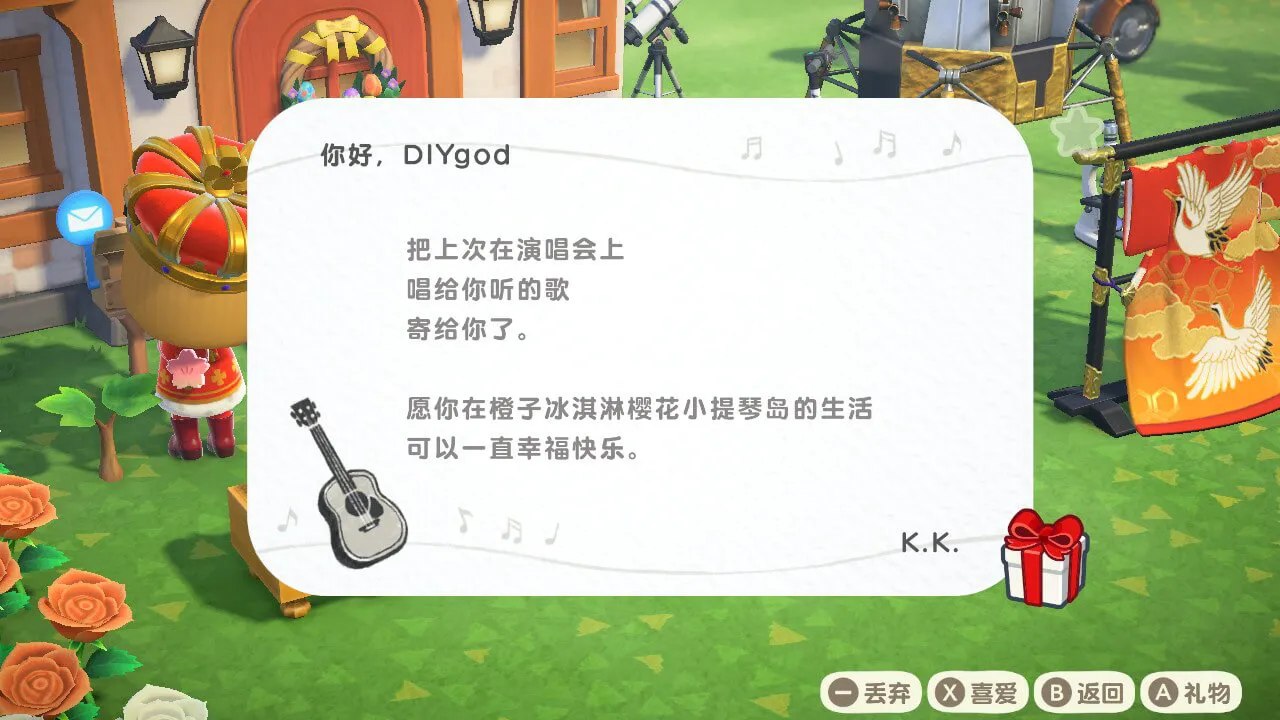 你好，DIYgod
把上次在演唱会上
唱给你听的歌
寄给你了。
愿你在橙子冰淇淋樱花小提琴岛的生活
可以一直幸福快乐。
K.K.
丢弃 X 喜爱 B 返回 A 礼物